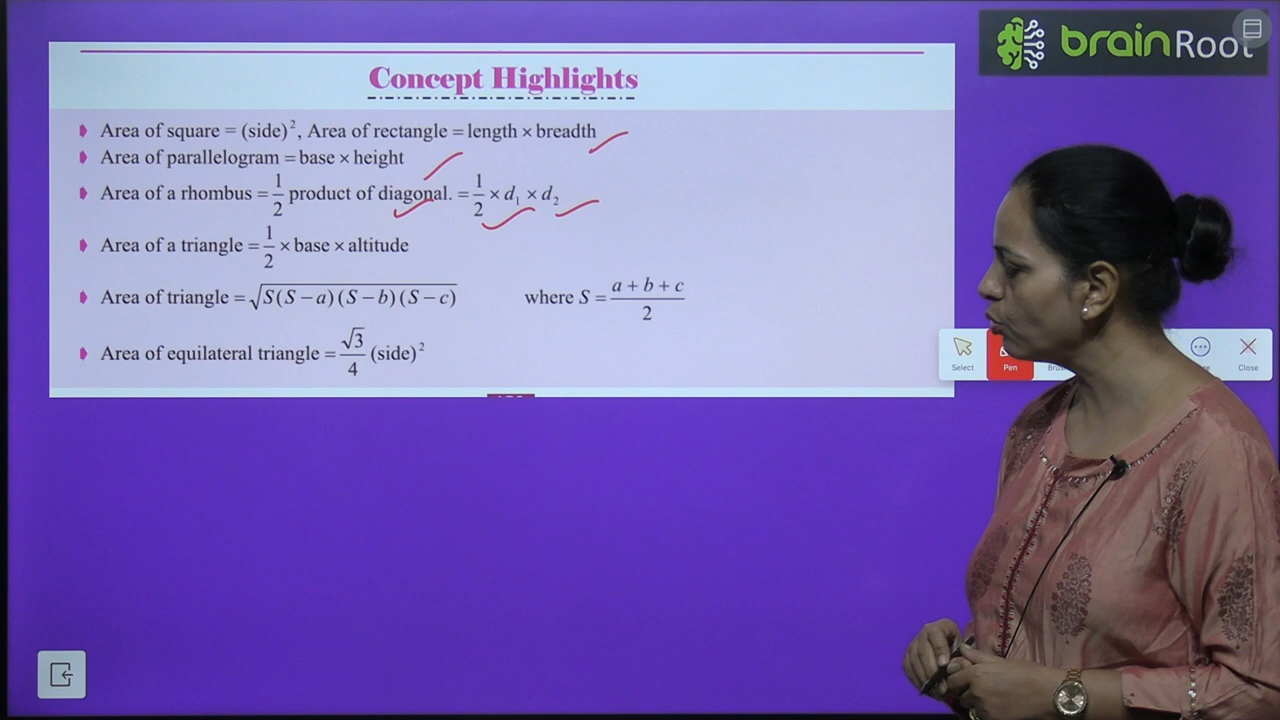 brainRoot
Concept Highlights
Area of square = (side)², Area of rectangle = length × breadth
Area of parallelogram = base × height
Area of a rhombus = 1/2 product of diagonal. = 1/2 × d₁ × d₂
Area of a triangle = 1/2 × base × altitude
Area of triangle = √S(S – a)(S – b)(S – c) where S = a + b + c / 2
Area of equilateral triangle = √3/4 (side)²
Select Pen Close